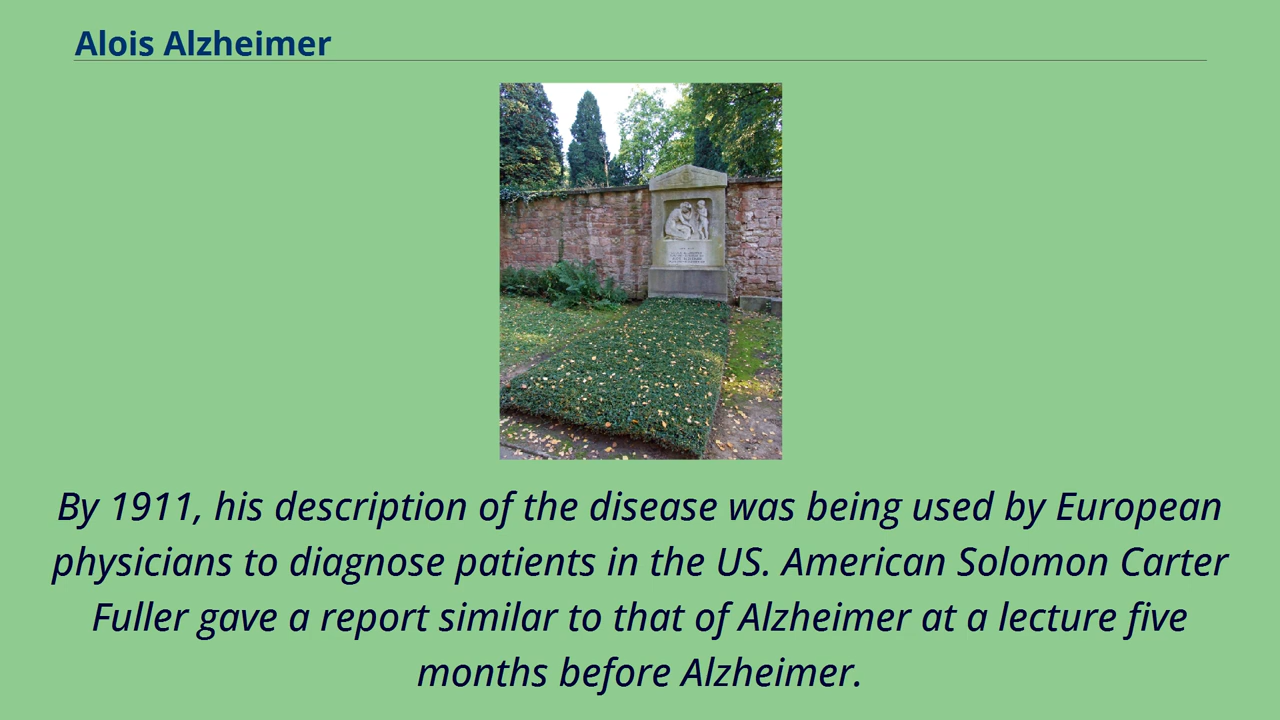 Alois Alzheimer
By 1911, his description of the disease was being used by European
physicians to diagnose patients in the US. American Solomon Carter
Fuller gave a report similar to that of Alzheimer at a lecture five
months before Alzheimer.